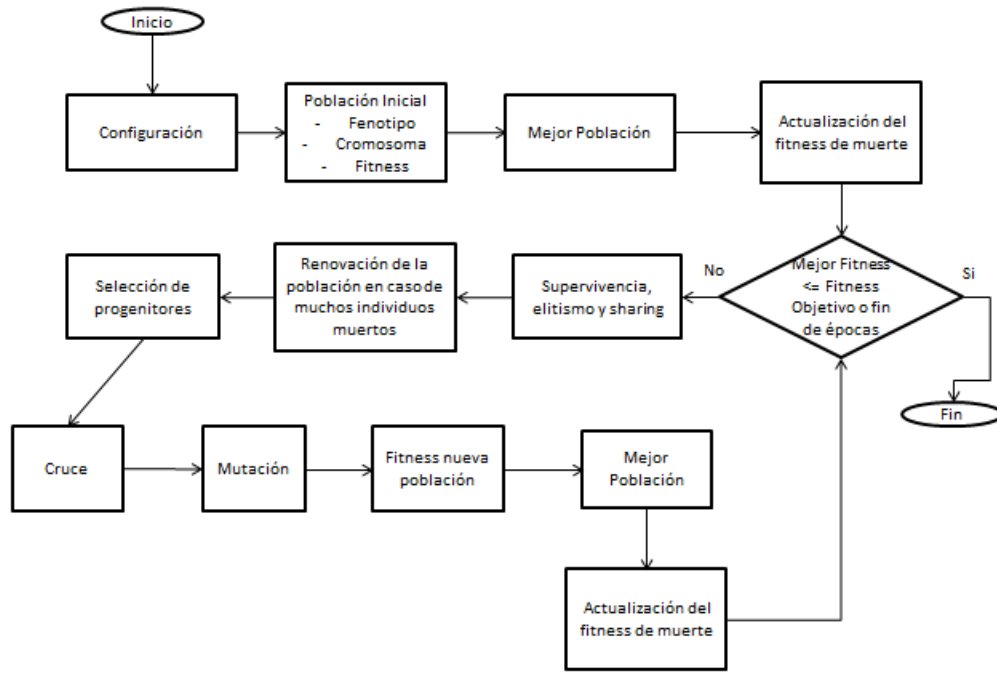 Inicio
Configuración
Población Inicial
- Fenotipo
- Cromosoma
- Fitness
Mejor Población
Actualización del
fitness de muerte
Mejor Fitness
<= Fitness
Objetivo o fin
de épocas
No
Si
Supervivencia,
elitismo y sharing
Renovación de la
población en caso de
muchos individuos
muertos
Selección de
progenitores
Fin
Cruce
Mutación
Fitness nueva
población
Mejor
Población
Actualización del
fitness de muerte